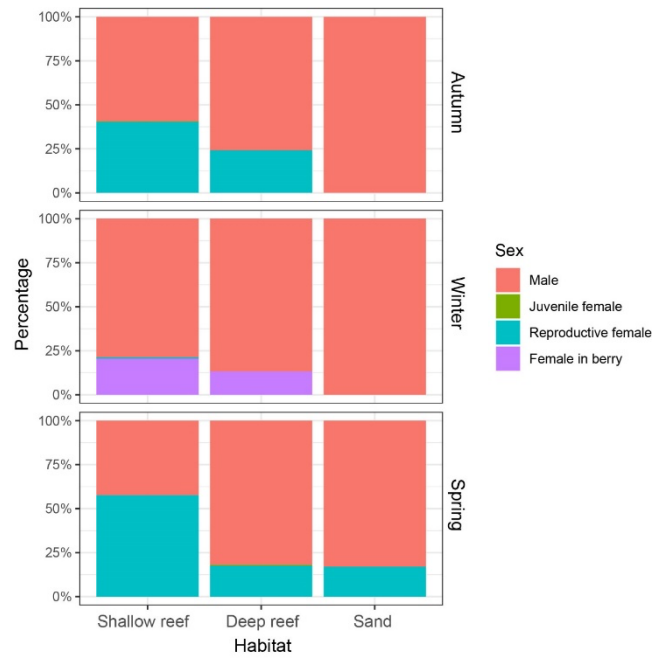 100%
75%
50%
25%
0%
Autumn
100%
75%
50%
25%
0%
Winter
100%
75%
50%
25%
0%
Spring
Percentage
Shallow reef Deep reef Sand
Habitat
Sex
Male
Juvenile female
Reproductive female
Female in berry